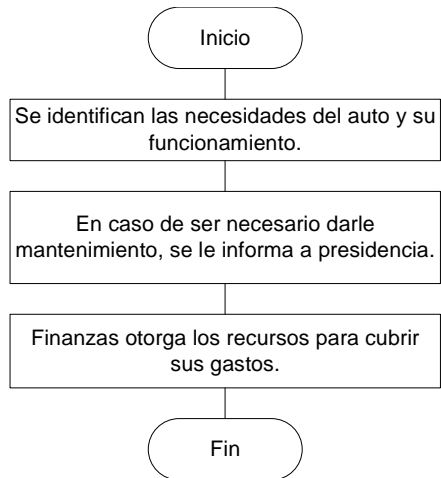 Inicio
Se identifican las necesidades del auto y su
funcionamiento.
En caso de ser necesario darle
mantenimiento, se le informa a presidencia.
Finanzas otorga los recursos para cubrir
sus gastos.
Fin